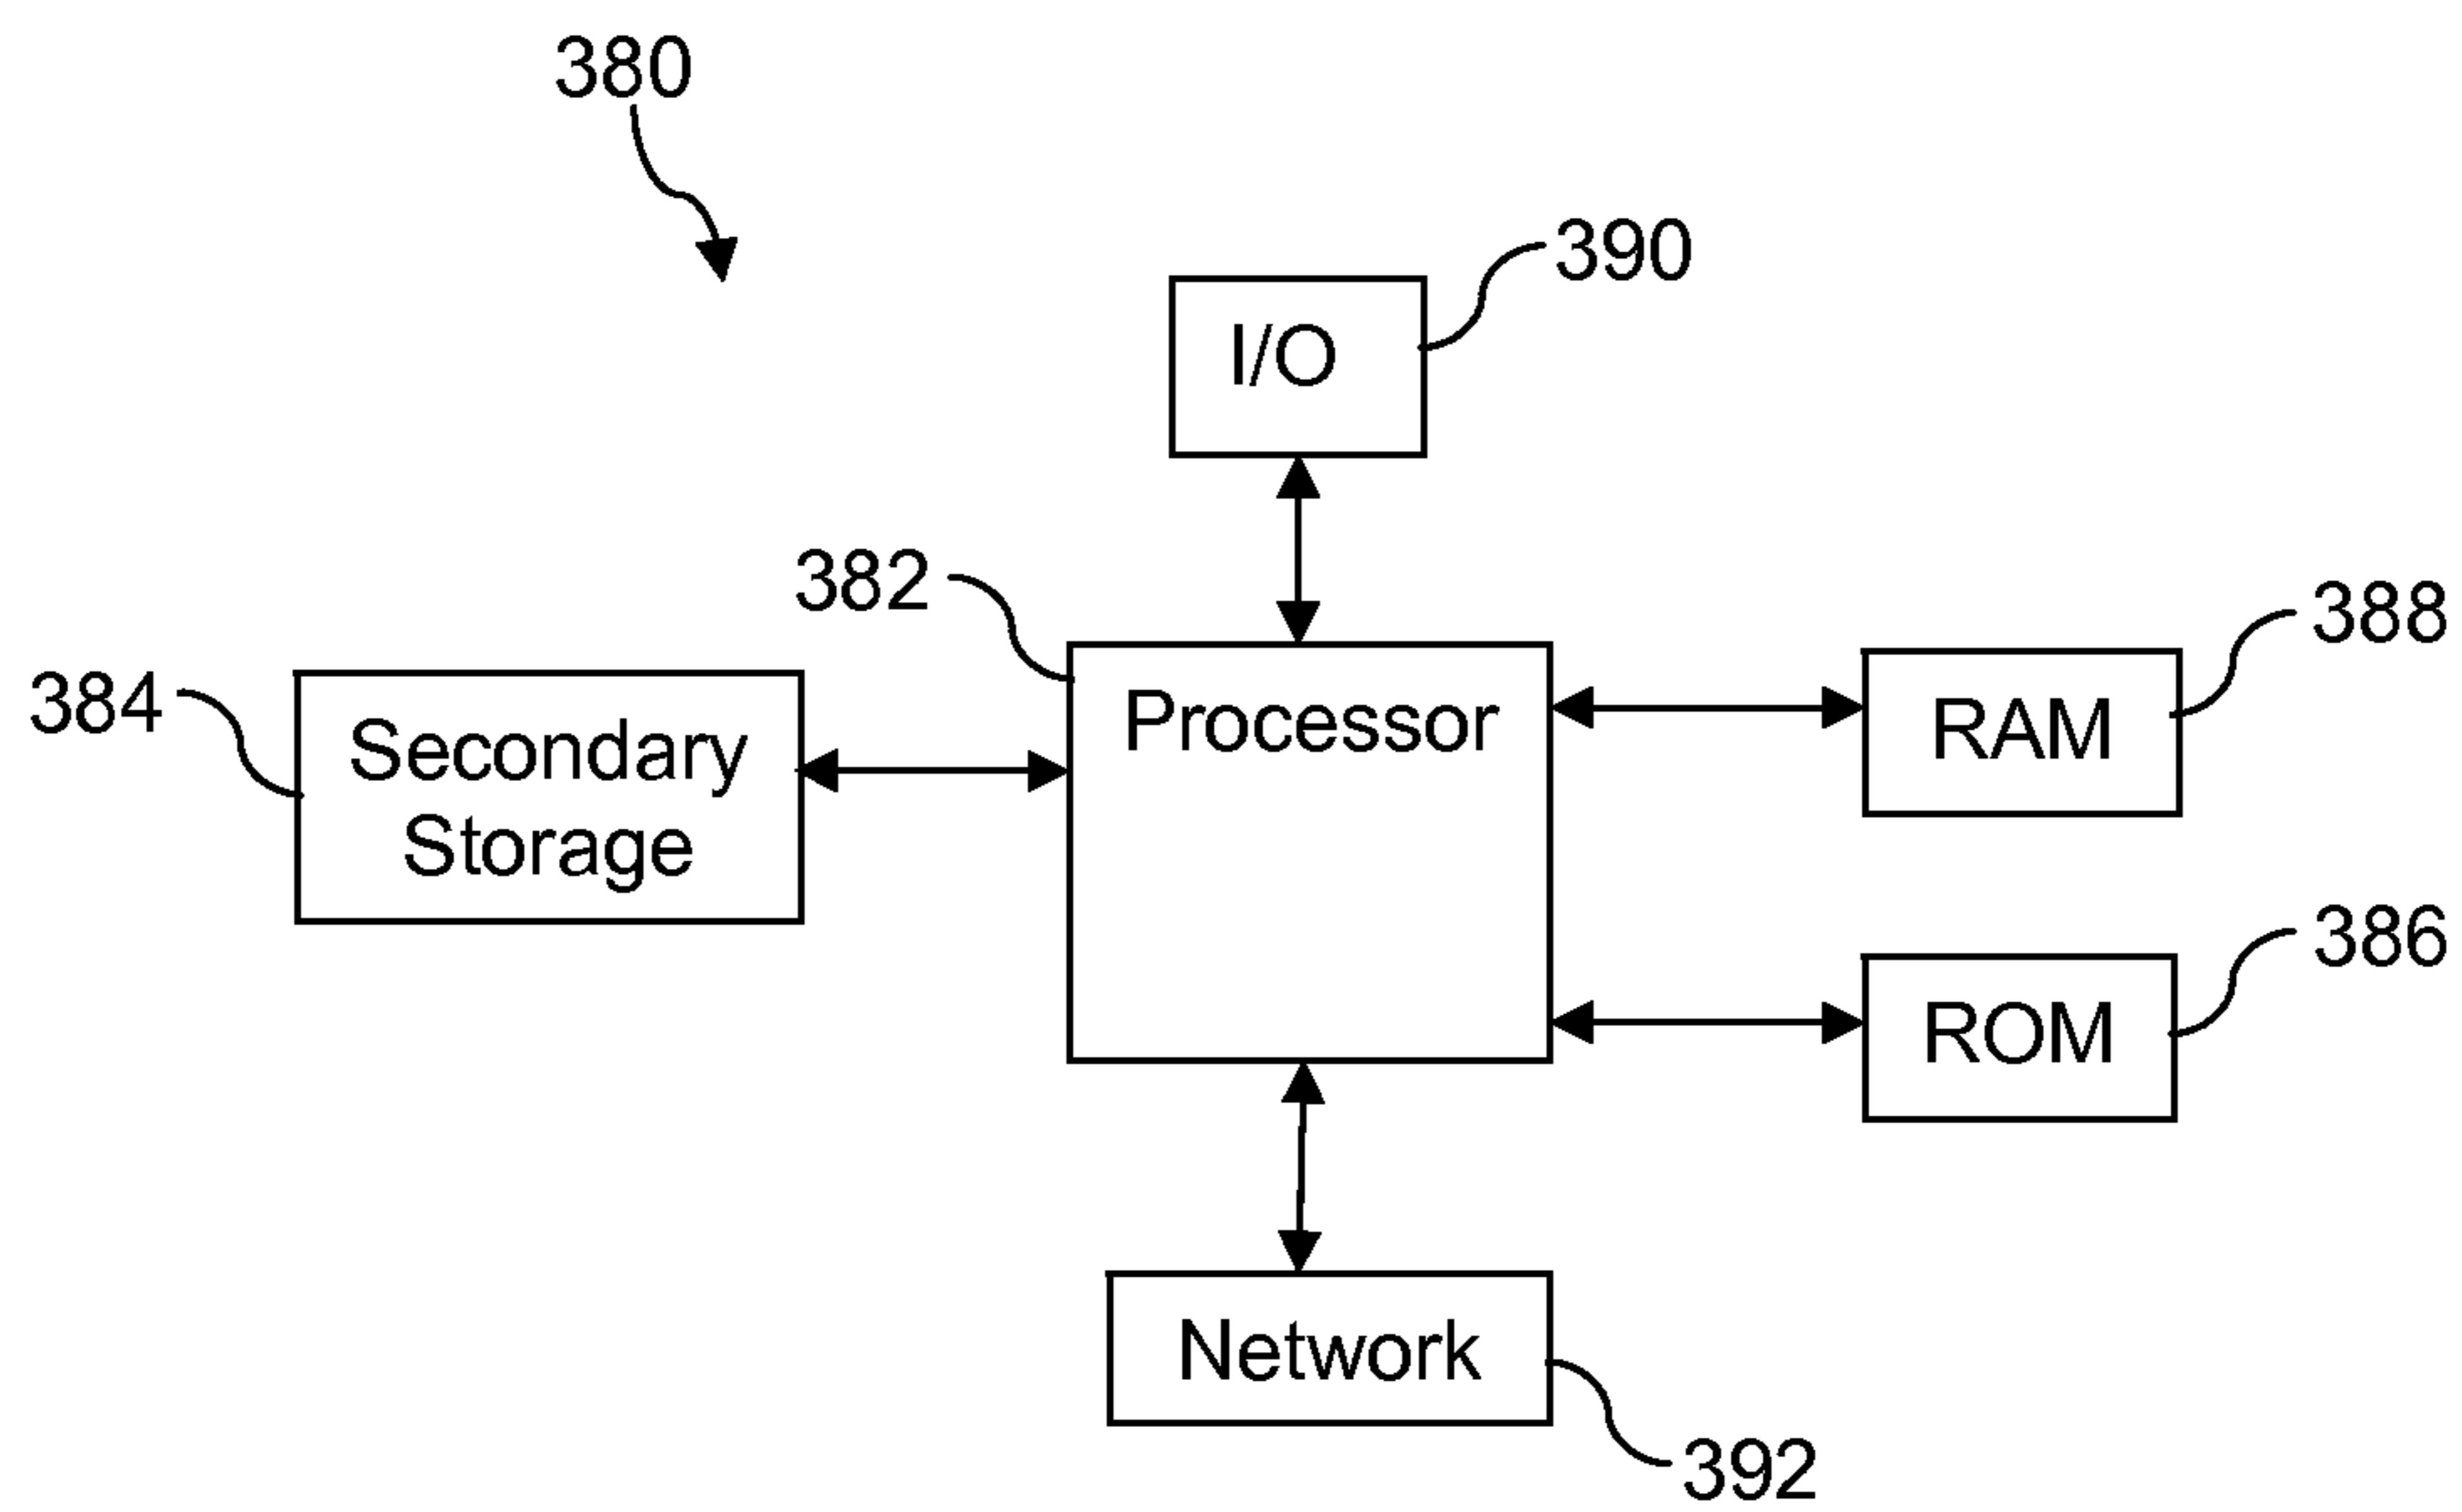 380
390
I/O
382
388
384
Secondary
Storage
Processor
RAM
386
ROM
Network
392